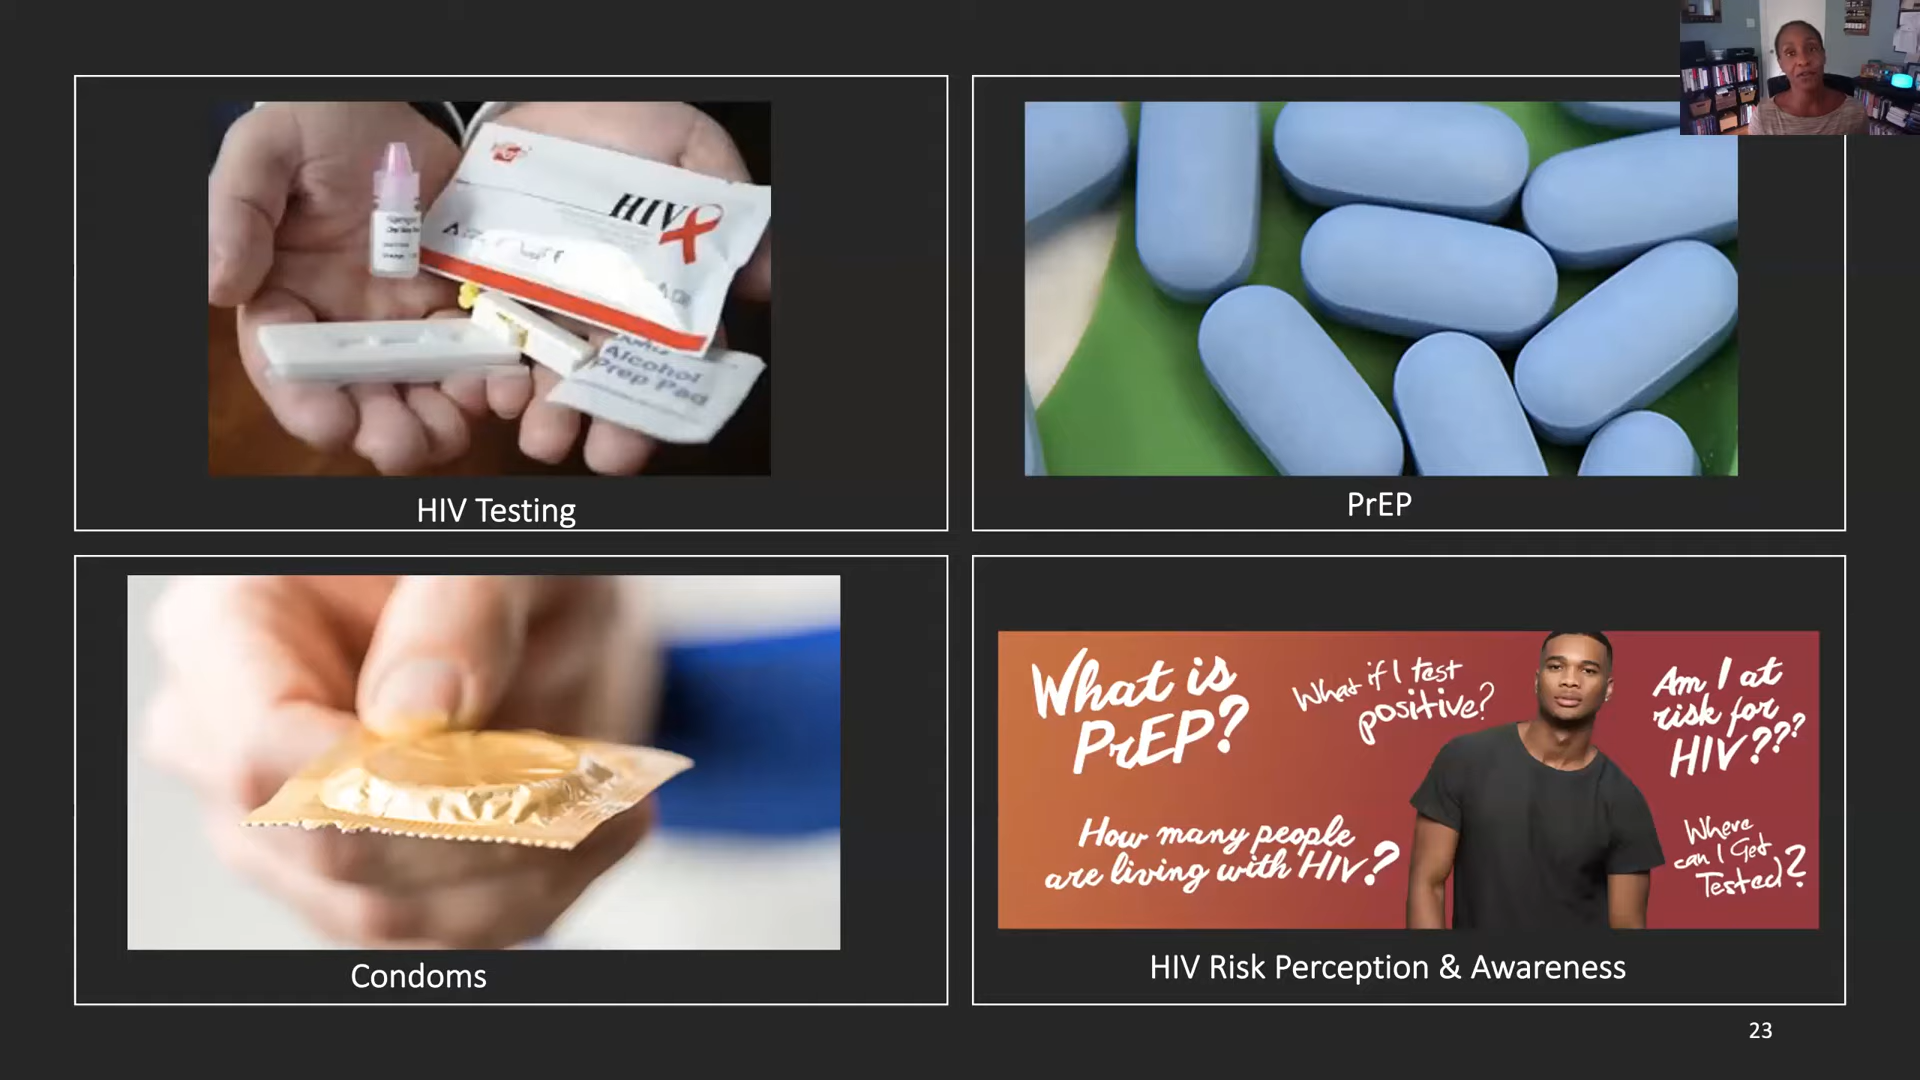 HIV
Alcohol
Prep Pad
HIV Testing
PrEP
Condoms
What is
PrEP?
What if I test
positive?
Am I at
risk for
HIV???
How many people
are living with HIV?
Where
can I Get
Tested?
HIV Risk Perception & Awareness
23